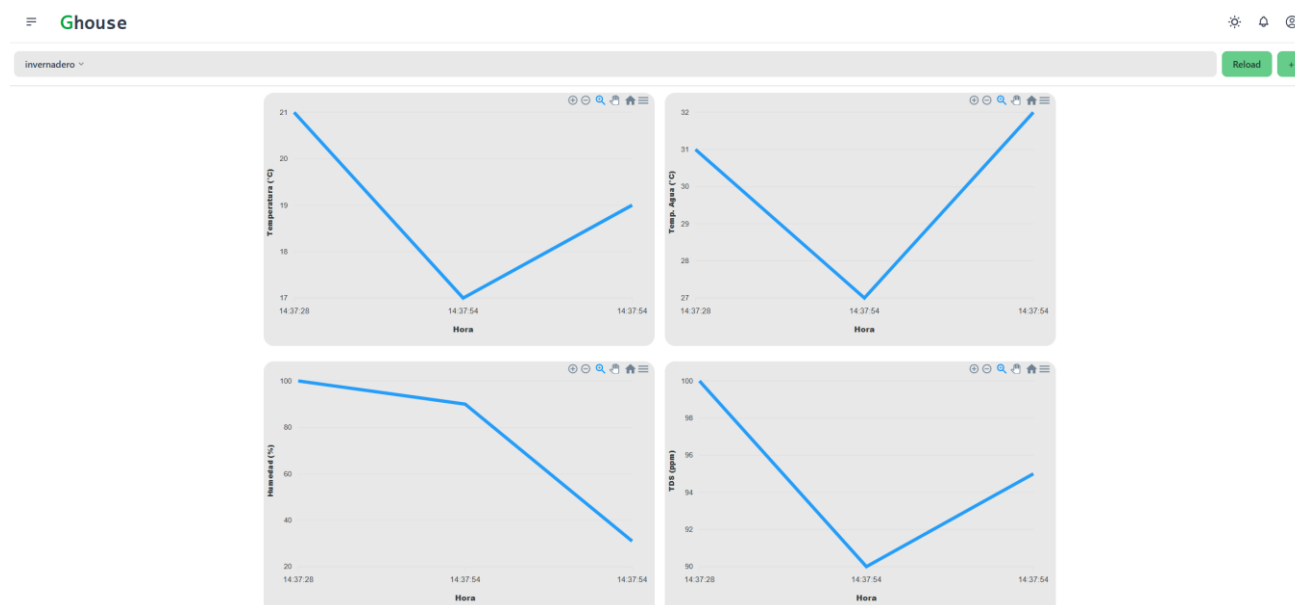 Ghouse
invernadero
Reload
+
21
20
19
18
17
Temperatura (°C)
14:37:28 14:37:54 14:37:54
Hora
32
31
30
29
28
27
Temp. Agua (°C)
14:37:28 14:37:54 14:37:54
Hora
100
80
60
40
20
Humedad (%)
14:37:28 14:37:54 14:37:54
Hora
100
98
96
94
92
90
TDS (ppm)
14:37:28 14:37:54 14:37:54
Hora